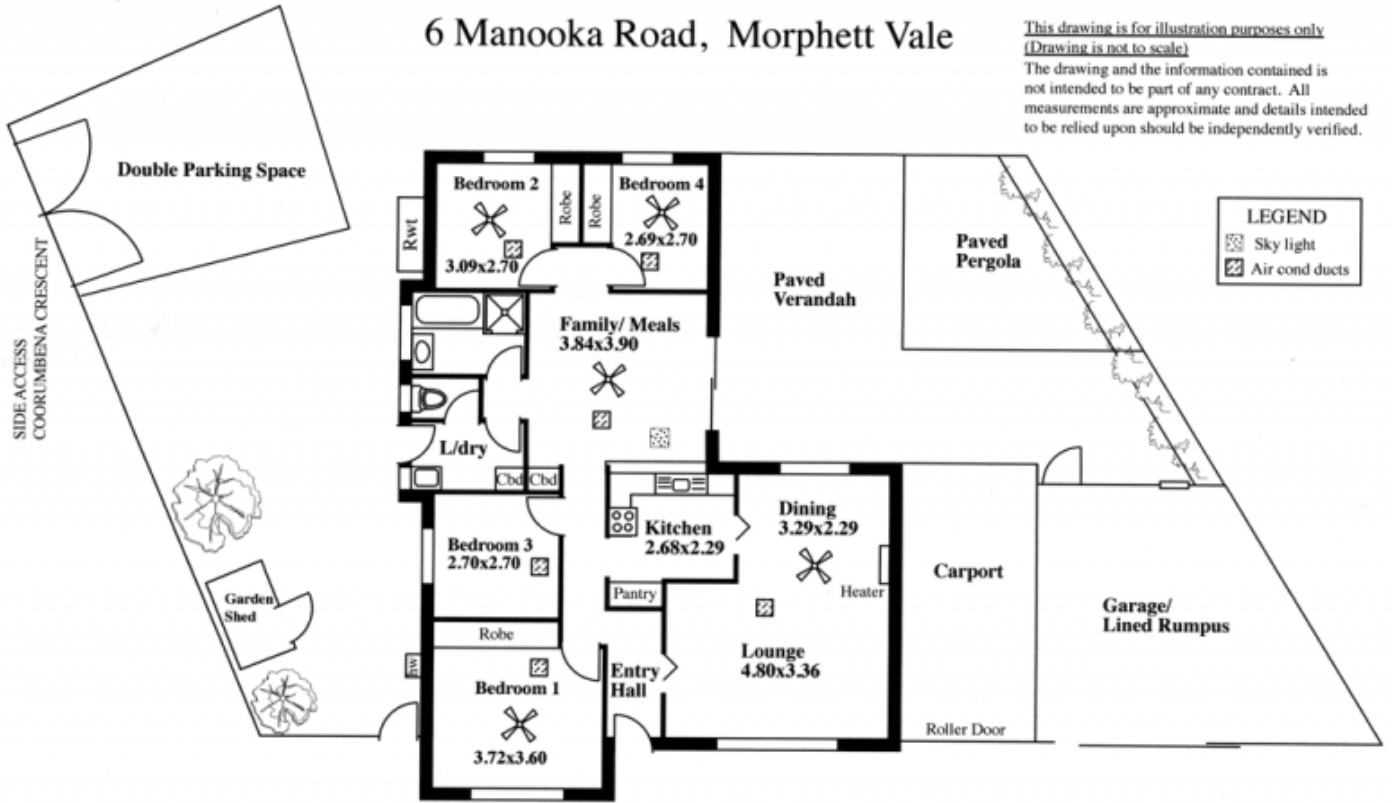 6 Manooka Road, Morphett Vale
This drawing is for illustration purposes only
(Drawing is not to scale)
The drawing and the information contained is
not intended to be part of any contract. All
measurements are approximate and details intended
to be relied upon should be independently verified.
Double Parking Space
SIDE ACCESS
COORUMBENA CRESCENT
Rwt
Bedroom 2
3.09x2.70
Robe
Robe
Bedroom 4
2.69x2.70
Paved
Verandah
Paved
Pergola
LEGEND
Sky light
Air cond ducts
Family/ Meals
3.84x3.90
L/dry
Cbd
Cbd
Bedroom 3
2.70x2.70
Kitchen
2.68x2.29
Pantry
Dining
3.29x2.29
Heater
Lounge
4.80x3.36
Carport
Roller Door
Garage/
Lined Rumpus
Garden
Shed
hw
Robe
Bedroom 1
3.72x3.60
Entry
Hall